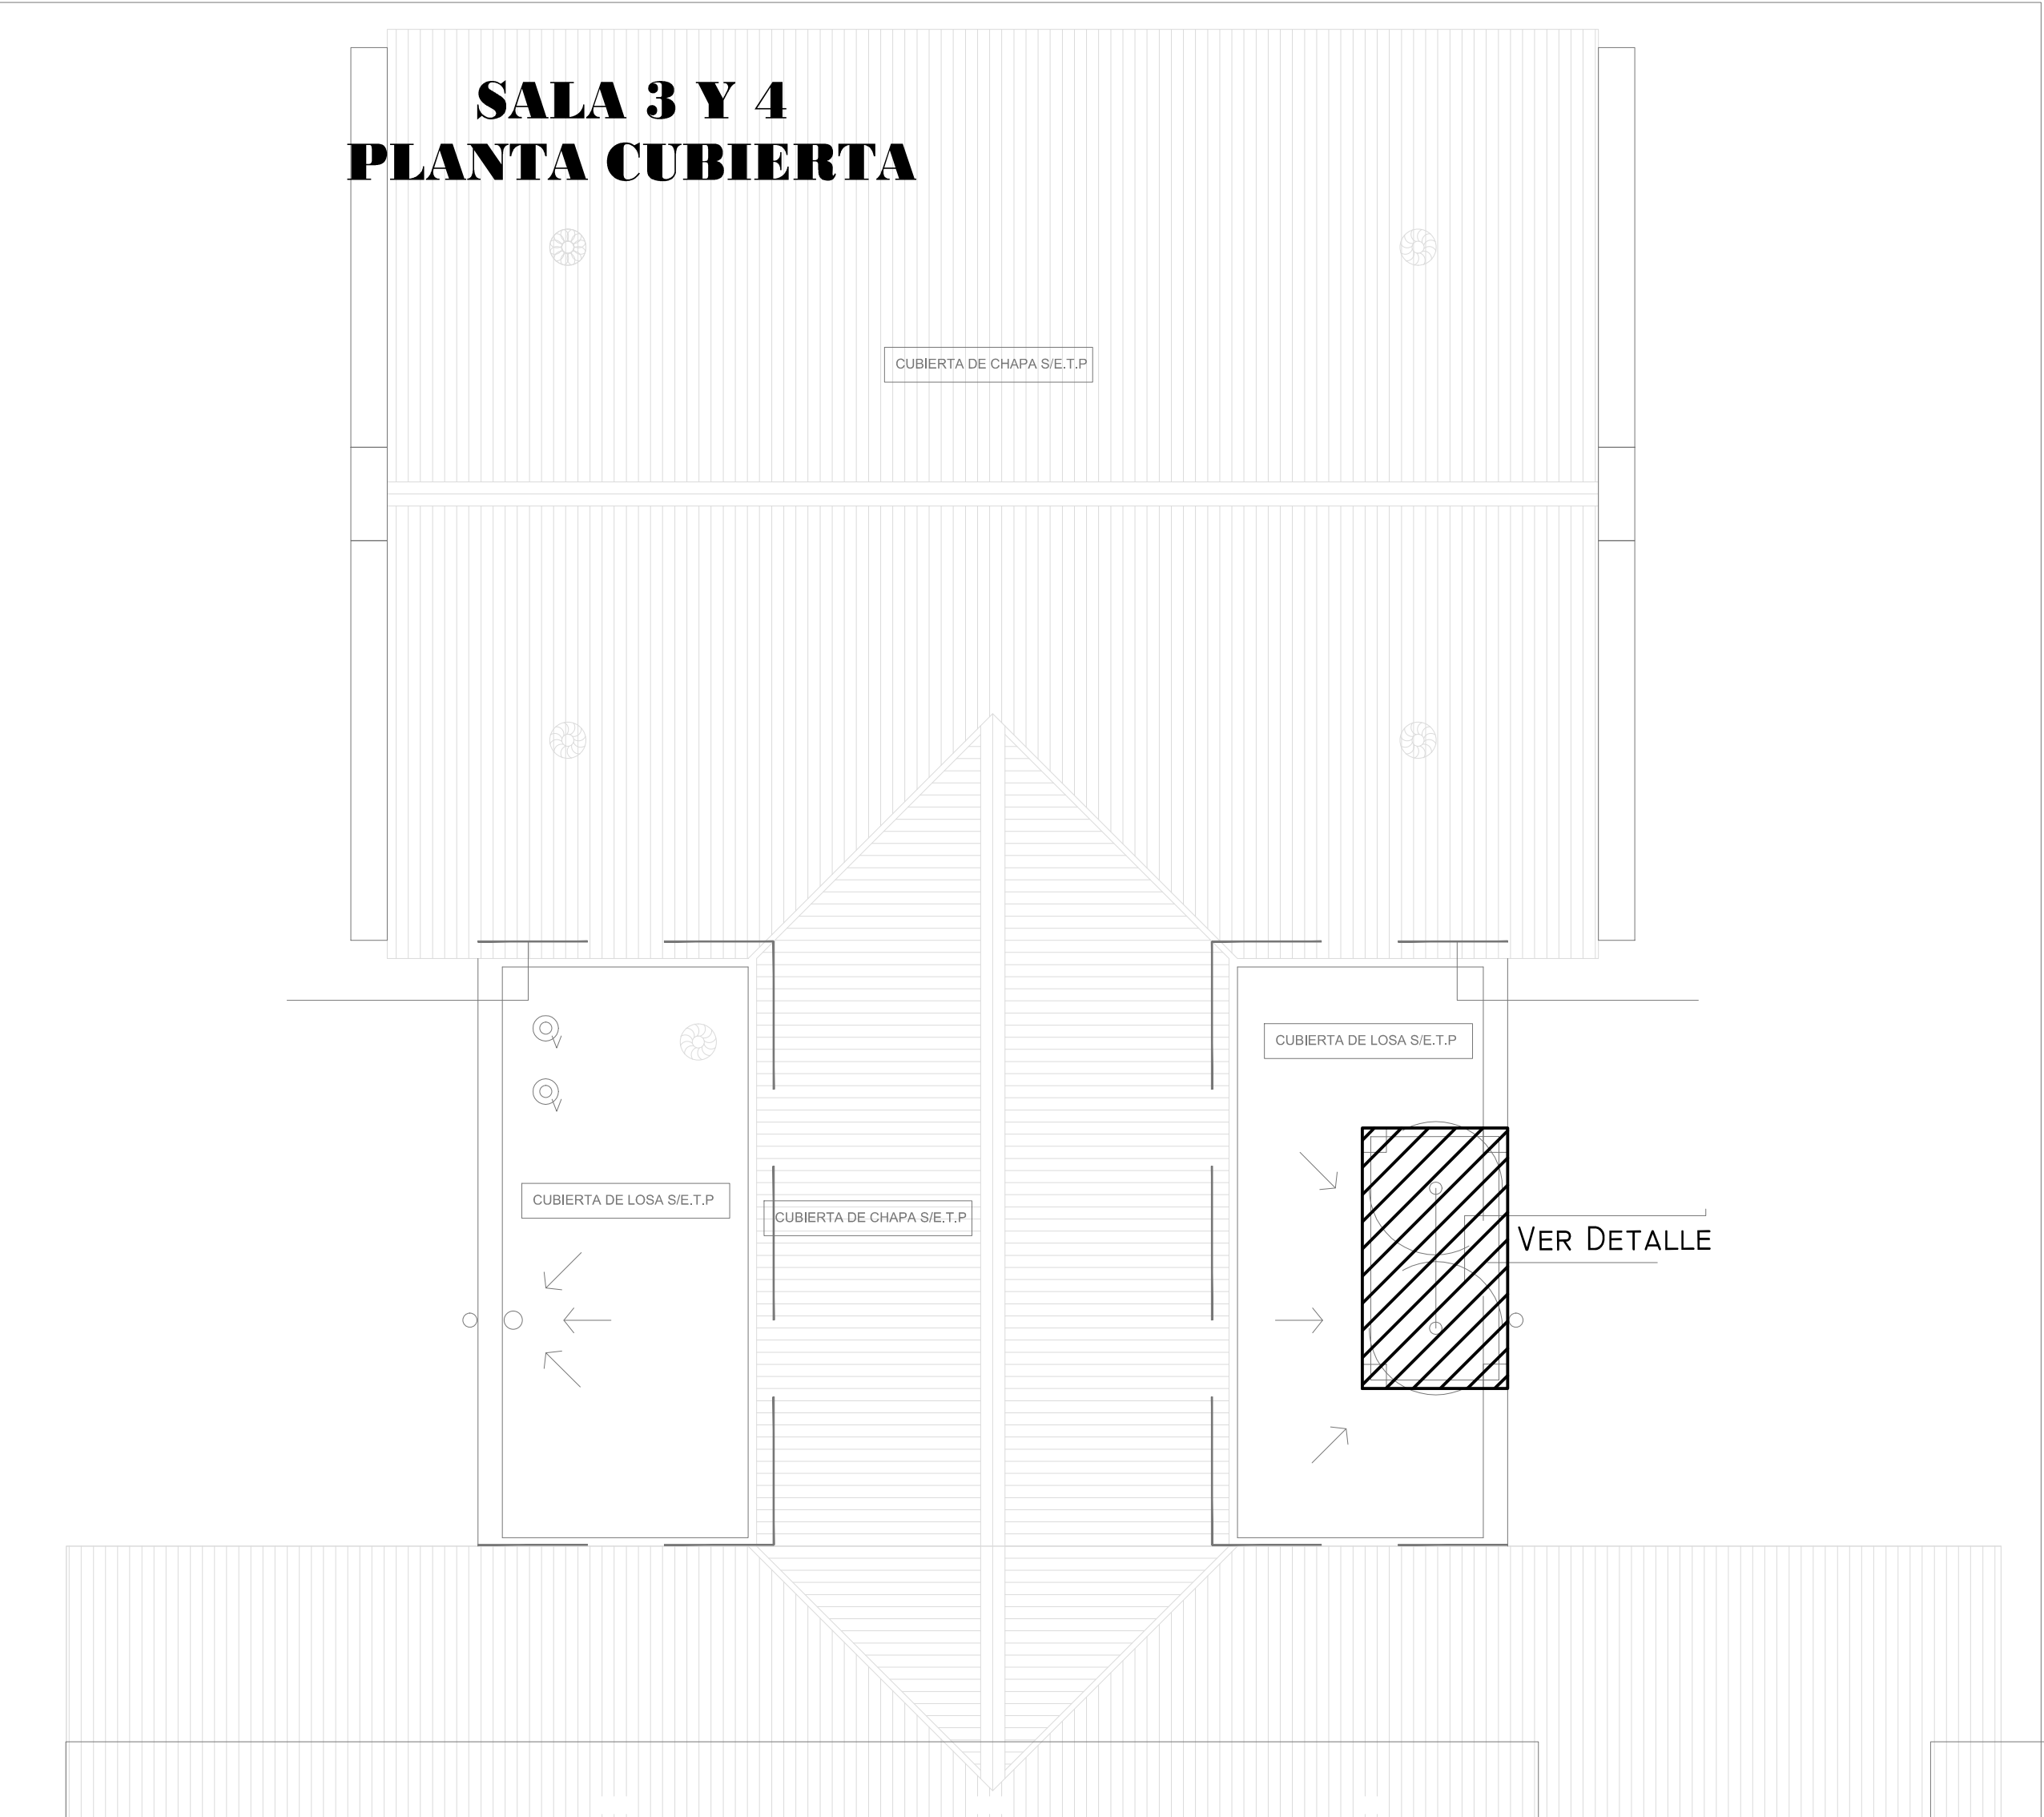 SALA 3 Y 4
PLANTA CUBIERTA
CUBIERTA DE CHAPA S/E.T.P
CUBIERTA DE LOSA S/E.T.P
CUBIERTA DE LOSA S/E.T.P
CUBIERTA DE CHAPA S/E.T.P
VER DETALLE